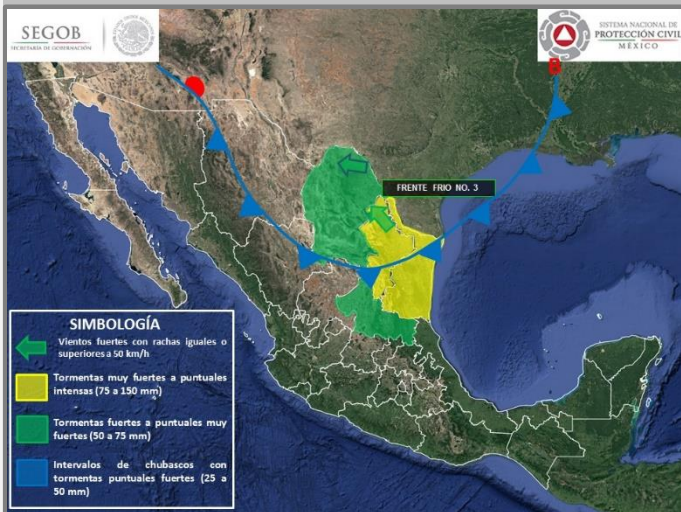 SEGOB
SECRETARÍA DE GOBERNACIÓN
SISTEMA NACIONAL DE
PROTECCIÓN CIVIL
MÉXICO
B
FRENTE FRIO NO. 3
SIMBOLOGÍA
Vientos fuertes con rachas iguales o
superiores a 50 km/h
Tormentas muy fuertes a puntuales
intensas (75 a 150 mm)
Tormentas fuertes a puntuales muy
fuertes (50 a 75 mm)
Intervalos de chubascos con
tormentas puntuales fuertes (25 a
50 mm)